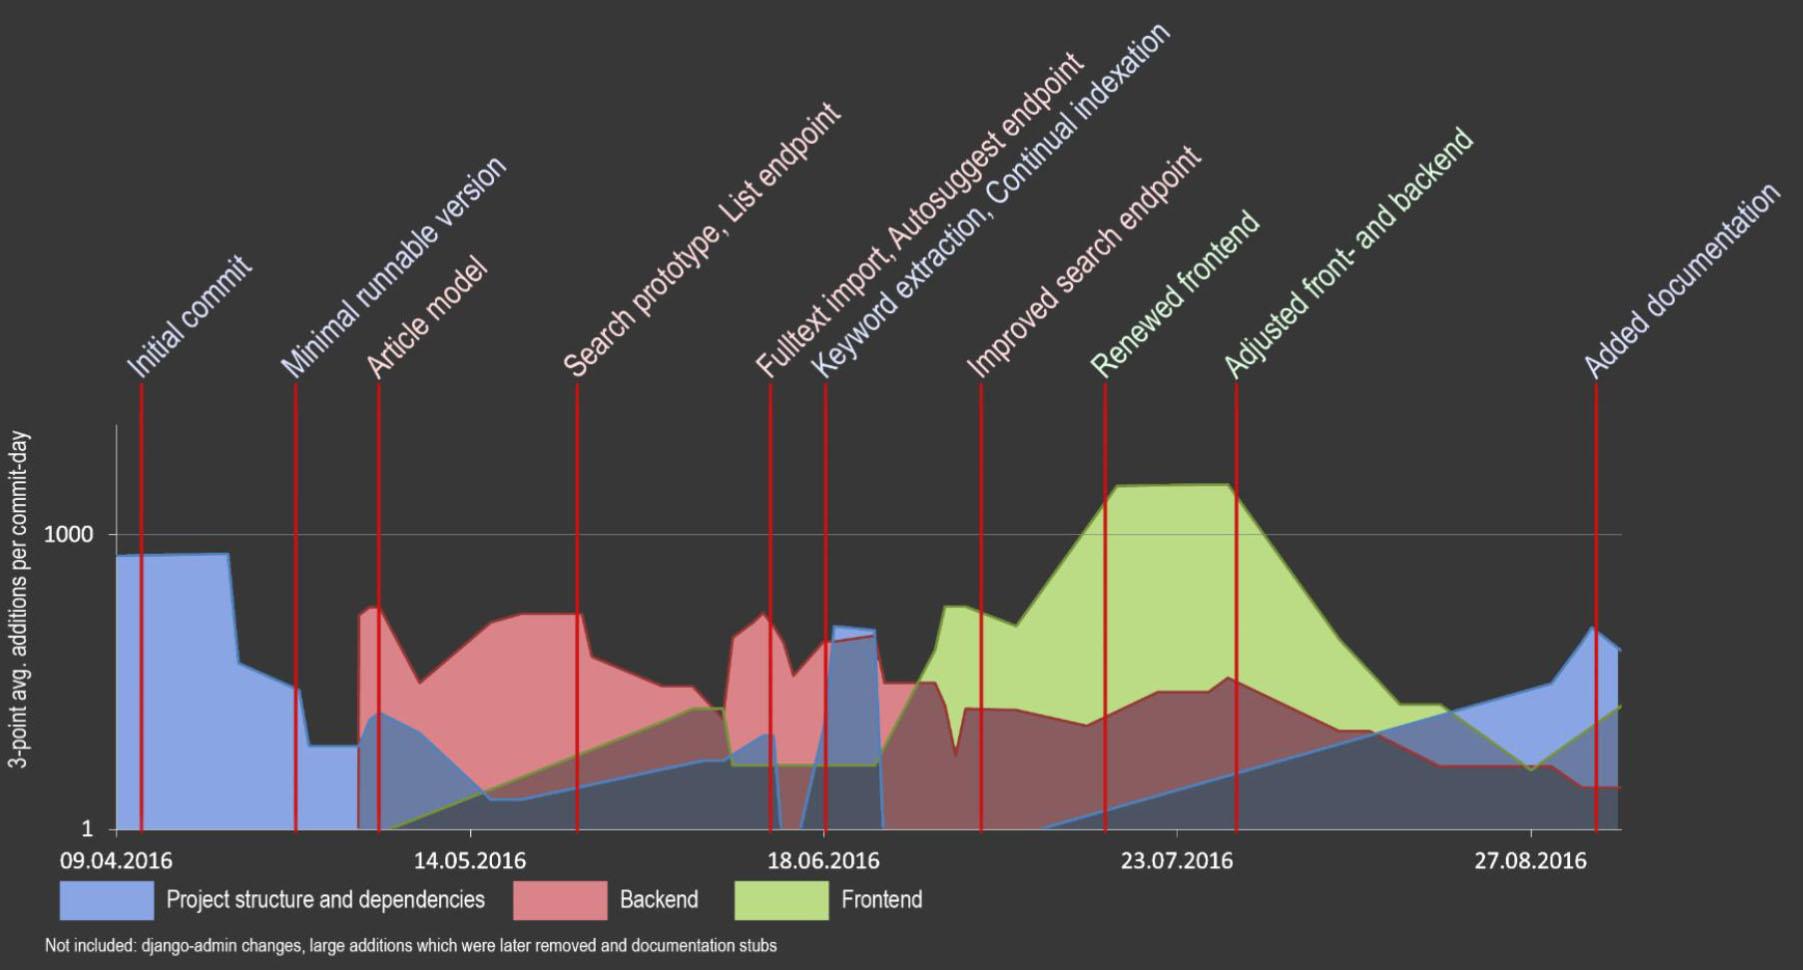 Initial commit
Minimal runnable version
Article model
Search prototype, List endpoint
Fulltext import, Autosuggest endpoint
Keyword extraction, Continual indexation
Improved search endpoint
Renewed frontend
Adjusted front- and backend
Added documentation
3-point avg. additions per commit-day
1000
1
09.04.2016 14.05.2016 18.06.2016 23.07.2016 27.08.2016
Project structure and dependencies Backend Frontend
Not included: django-admin changes, large additions which were later removed and documentation stubs